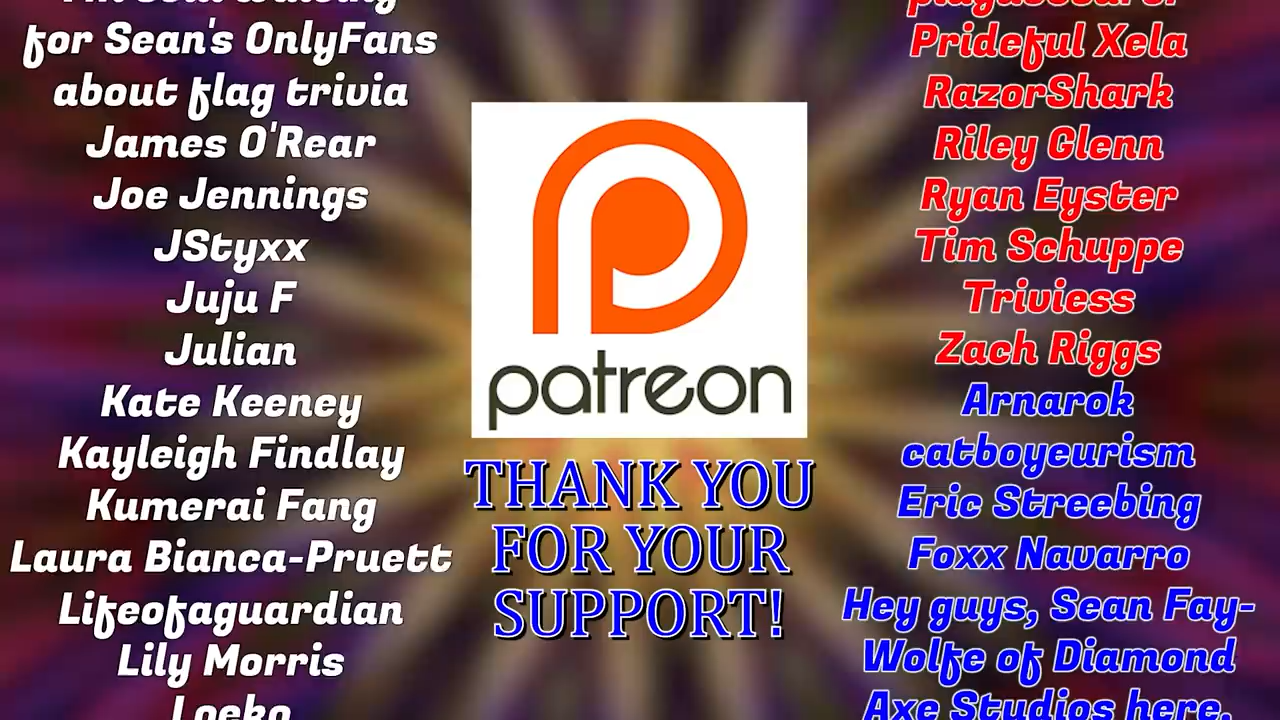 for Sean's OnlyFans
about flag trivia
James O'Rear
Joe Jennings
JStyxx
Juju F
Julian
Kate Keeney
Kayleigh Findlay
Kumerai Fang
Laura Bianca-Pruett
Lifeofaguardian
Lily Morris
Loeko
patreon
THANK YOU
FOR YOUR
SUPPORT!
Prideful Xela
RazorShark
Riley Glenn
Ryan Eyster
Tim Schuppe
Triviess
Zach Riggs
Arnarok
catboyeurism
Eric Streebing
Foxx Navarro
Hey guys, Sean Fay-
Wolfe of Diamond
Axe Studios here.